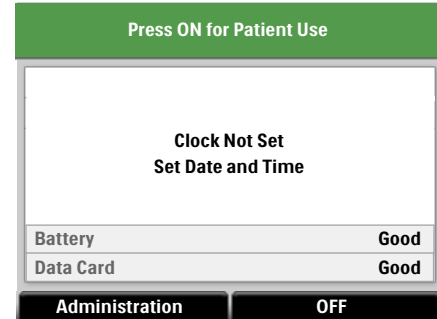 Press ON for Patient Use
Clock Not Set
Set Date and Time
Battery Good
Data Card Good
Administration OFF